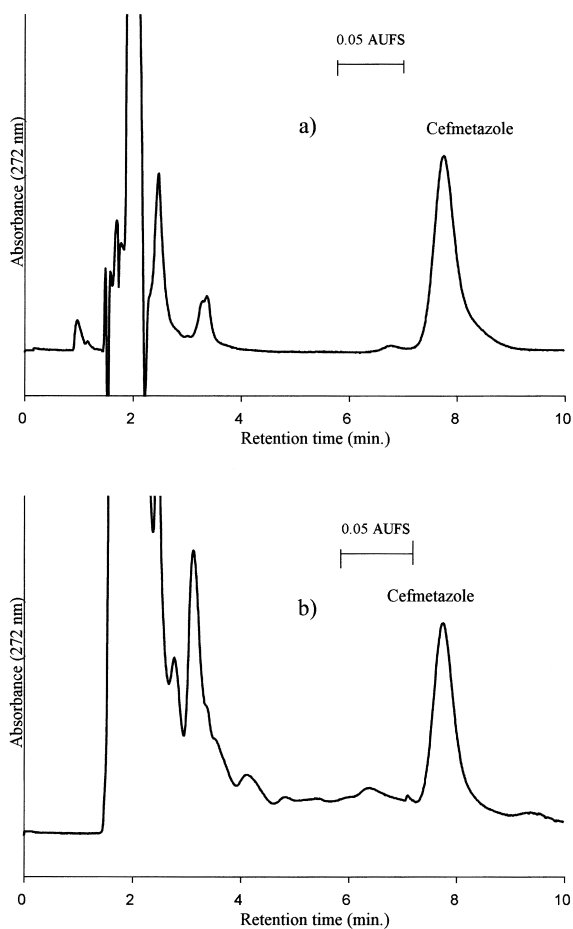 0.05 AUFS
a)
Cefmetazole
Absorbance (272 nm)
0 2 4 6 8 10
Retention time (min.)
0.05 AUFS
b)
Cefmetazole
Absorbance (272 nm)
0 2 4 6 8 10
Retention time (min.)